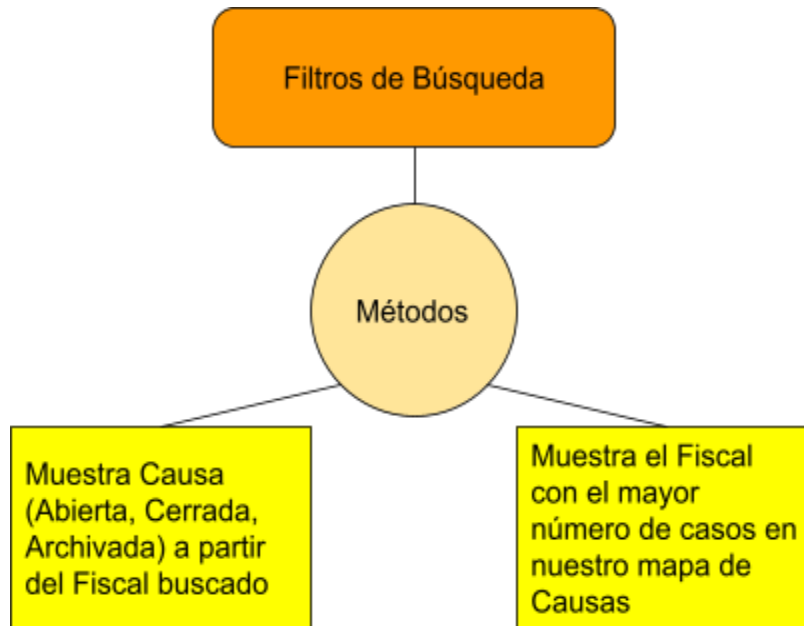 Filtros de Búsqueda
Métodos
Muestra Causa
(Abierta, Cerrada,
Archivada) a partir
del Fiscal buscado
Muestra el Fiscal
con el mayor
número de casos en
nuestro mapa de
Causas